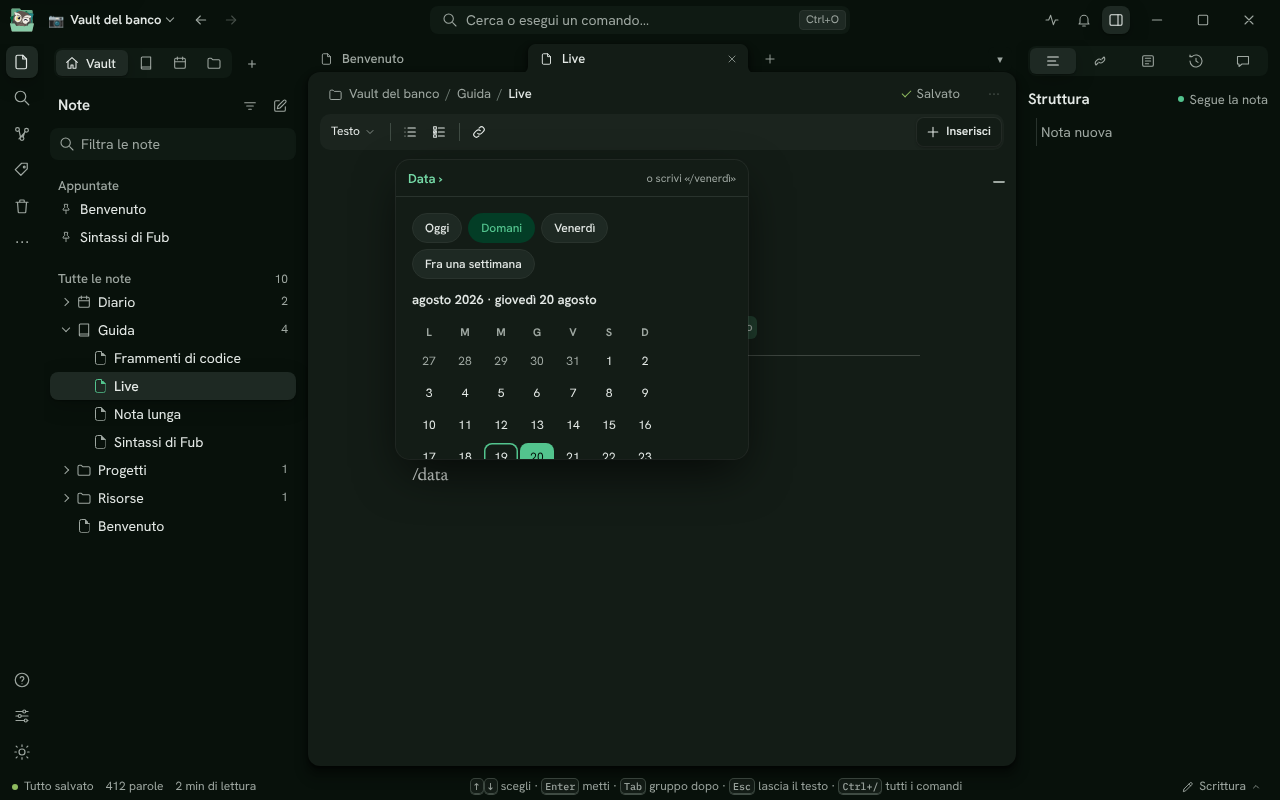 Vault del banco
Cerca o esegui un comando...
Ctrl+O
Vault
Benvenuto
Live
Note
Vault del banco / Guida / Live
Salvato
Struttura
Segue la nota
Nota nuova
Testo
Inserisci
Filtra le note
Appuntate
Benvenuto
Sintassi di Fub
Tutte le note 10
Diario 2
Guida 4
Frammenti di codice
Live
Nota lunga
Sintassi di Fub
Progetti 1
Risorse 1
Benvenuto
Data › o scrivi «/venerdì»
Oggi Domani Venerdì
Fra una settimana
agosto 2026 · giovedì 20 agosto
L M M G V S D
27 28 29 30 31 1 2
3 4 5 6 7 8 9
10 11 12 13 14 15 16
17 18 19 20 21 22 23
/data
Tutto salvato 412 parole 2 min di lettura
↑ ↓ scegli · Enter metti · Tab gruppo dopo · Esc lascia il testo · Ctrl+/ tutti i comandi
Scrittura